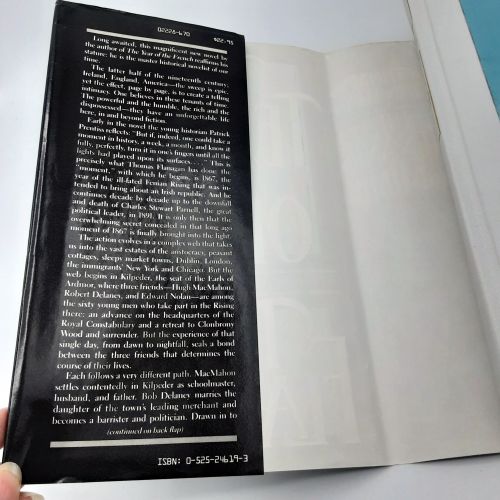 02228-670 $22.95
Long awaited, this magnificent new novel by
the author of The Year of the French reaffirms his
stature: he is the master historical novelist of our
time.
The latter half of the nineteenth century:
Ireland, England, America—the sweep is epic,
yet the effect, page by page, is to create a telling
intimacy. One believes in these tenants of time.
The powerful and the humble, the rich and the
dispossessed—they have an unforgettable life
here, in and beyond fiction.
Early in the novel the young historian Patrick
Prentiss reflects: "But if, indeed, one could take a
moment in history, a week, a month, and know it
fully, perfectly, turn it in one's fingers until all the
lights had played upon its surfaces. . . ." This is
precisely what Thomas Flanagan has done: the
"moment," with which he begins, is 1867, the
year of the ill-fated Fenian Rising that was in-
tended to bring about an Irish republic. And he
continues decade by decade up to the downfall
and death of Charles Stewart Parnell, the great
political leader, in 1891. It is only then that the
overwhelming secret concealed in that long ago
moment of 1867 is finally brought into the light.
The action evolves in a complex web that takes
us into the vast estates of the aristocracy, peasant
cottages, sleepy market towns, Dublin, London,
the immigrants' New York and Chicago. But the
web begins in Kilpeder, the seat of the Earls of
Ardmor, where three friends—Hugh MacMahon,
Robert Delaney, and Edward Nolan—are among
the sixty young men who take part in the Rising
there: an advance on the headquarters of the
Royal Constabulary and a retreat to Clonbrony
Wood and surrender. But the experience of that
single day, from dawn to nightfall, seals a bond
between the three friends that determines the
course of their lives.
Each follows a very different path. MacMahon
settles contentedly in Kilpeder as schoolmaster,
husband, and father. Bob Delaney marries the
daughter of the town's leading merchant and
becomes a barrister and politician. Drawn in to
(continued on back flap)
ISBN: 0-525-24619-3